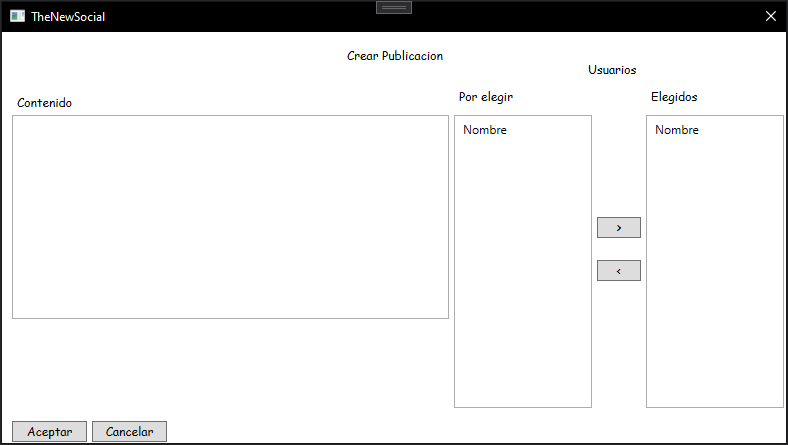 TheNewSocial
Crear Publicacion
Usuarios
Contenido
Por elegir
Elegidos
Nombre
Nombre
>
<
Aceptar
Cancelar